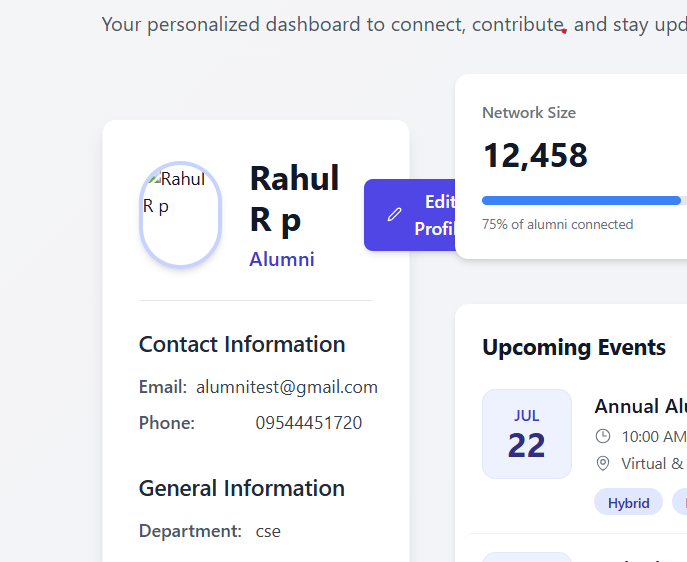 Your personalized dashboard to connect, contribute, and stay upd
Rahul
R p
Rahul
R p
Alumni
Edit
Profil
Contact Information
Email: alumnitest@gmail.com
Phone: 09544451720
General Information
Department: cse
Network Size
12,458
75% of alumni connected
Upcoming Events
JUL
22
Annual Alu
10:00 AM
Virtual &
Hybrid